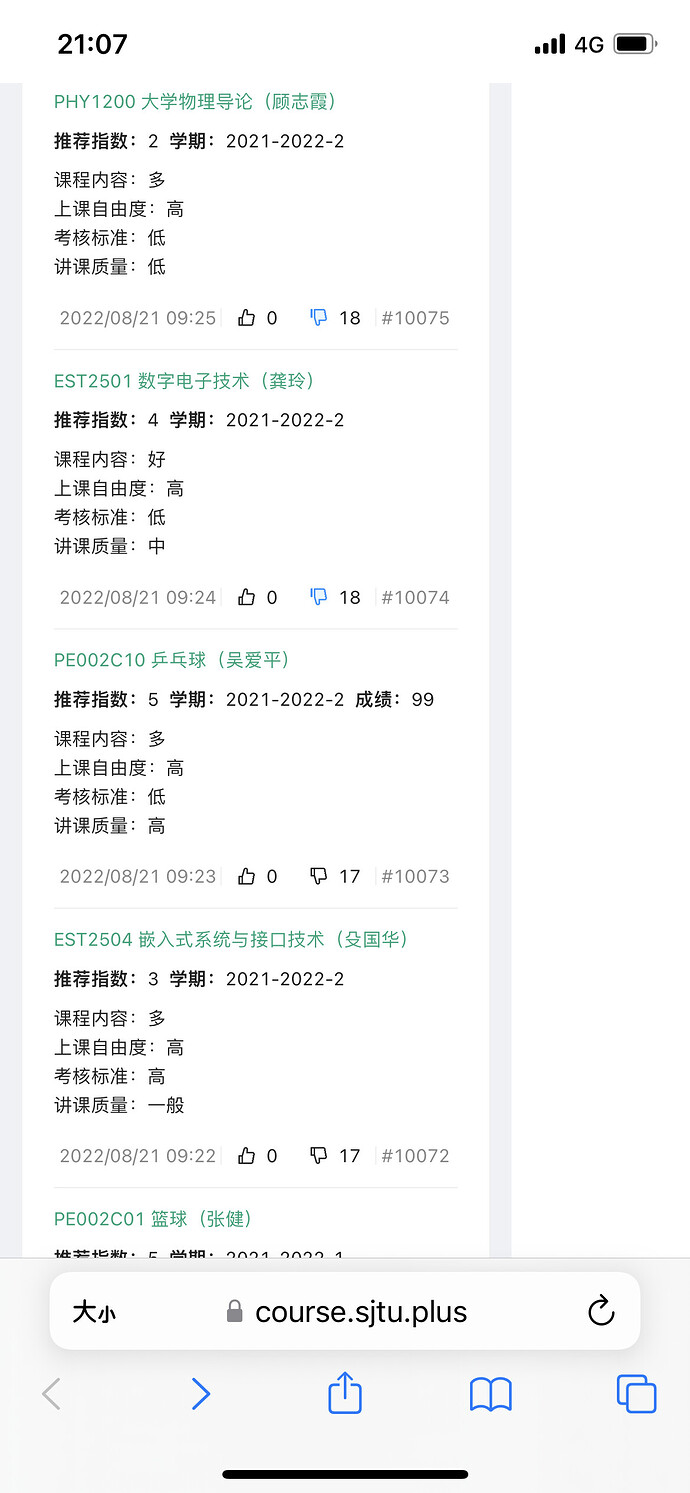 21:07
4G
PHY1200 大学物理导论（顾志霞）
推荐指数：2 学期：2021-2022-2
课程内容：多
上课自由度：高
考核标准：低
讲课质量：低
2022/08/21 09:25 0 18 #10075
EST2501 数字电子技术（龚玲）
推荐指数：4 学期：2021-2022-2
课程内容：好
上课自由度：高
考核标准：低
讲课质量：中
2022/08/21 09:24 0 18 #10074
PE002C10 乒乓球（吴爱平）
推荐指数：5 学期：2021-2022-2 成绩：99
课程内容：多
上课自由度：高
考核标准：低
讲课质量：高
2022/08/21 09:23 0 17 #10073
EST2504 嵌入式系统与接口技术（殳国华）
推荐指数：3 学期：2021-2022-2
课程内容：多
上课自由度：高
考核标准：高
讲课质量：一般
2022/08/21 09:22 0 17 #10072
PE002C01 篮球（张健）
推荐指数：5 学期：2021-2022-1
大小 course.sjtu.plus